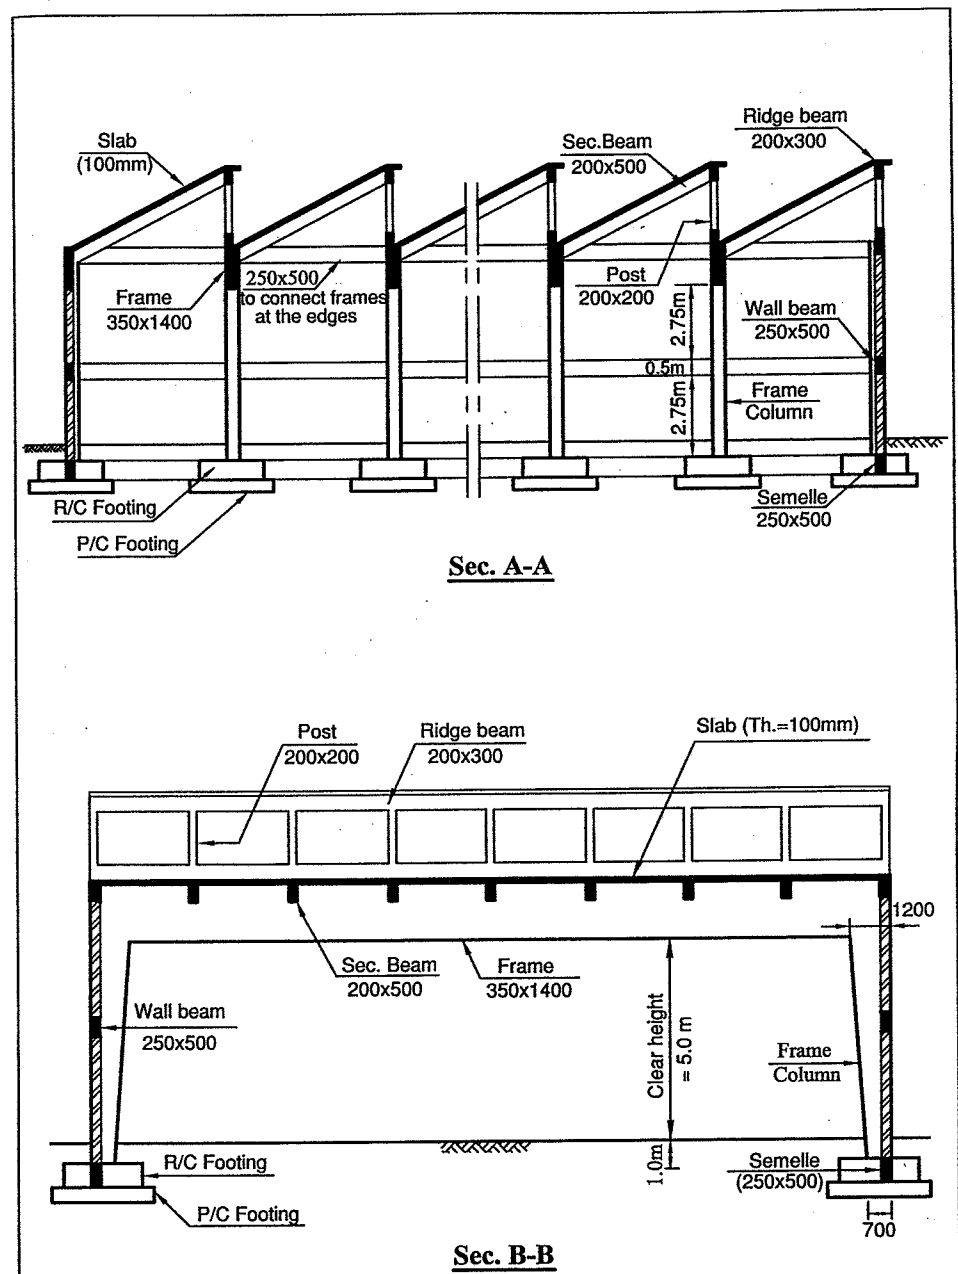 Ridge beam
200x300
Slab
(100mm)
Sec.Beam
200x500
250x500
to connect frames
at the edges
Frame
350x1400
Post
200x200
2.75m
0.5m
2.75m
Wall beam
250x500
Frame
Column
R/C Footing
P/C Footing
Semelle
250x500
Sec. A-A
Post
200x200
Ridge beam
200x300
Slab (Th.=100mm)
1200
Sec. Beam
200x500
Frame
350x1400
Wall beam
250x500
Clear height
= 5.0 m
Frame
Column
1.0m
R/C Footing
P/C Footing
Semelle
(250x500)
700
Sec. B-B